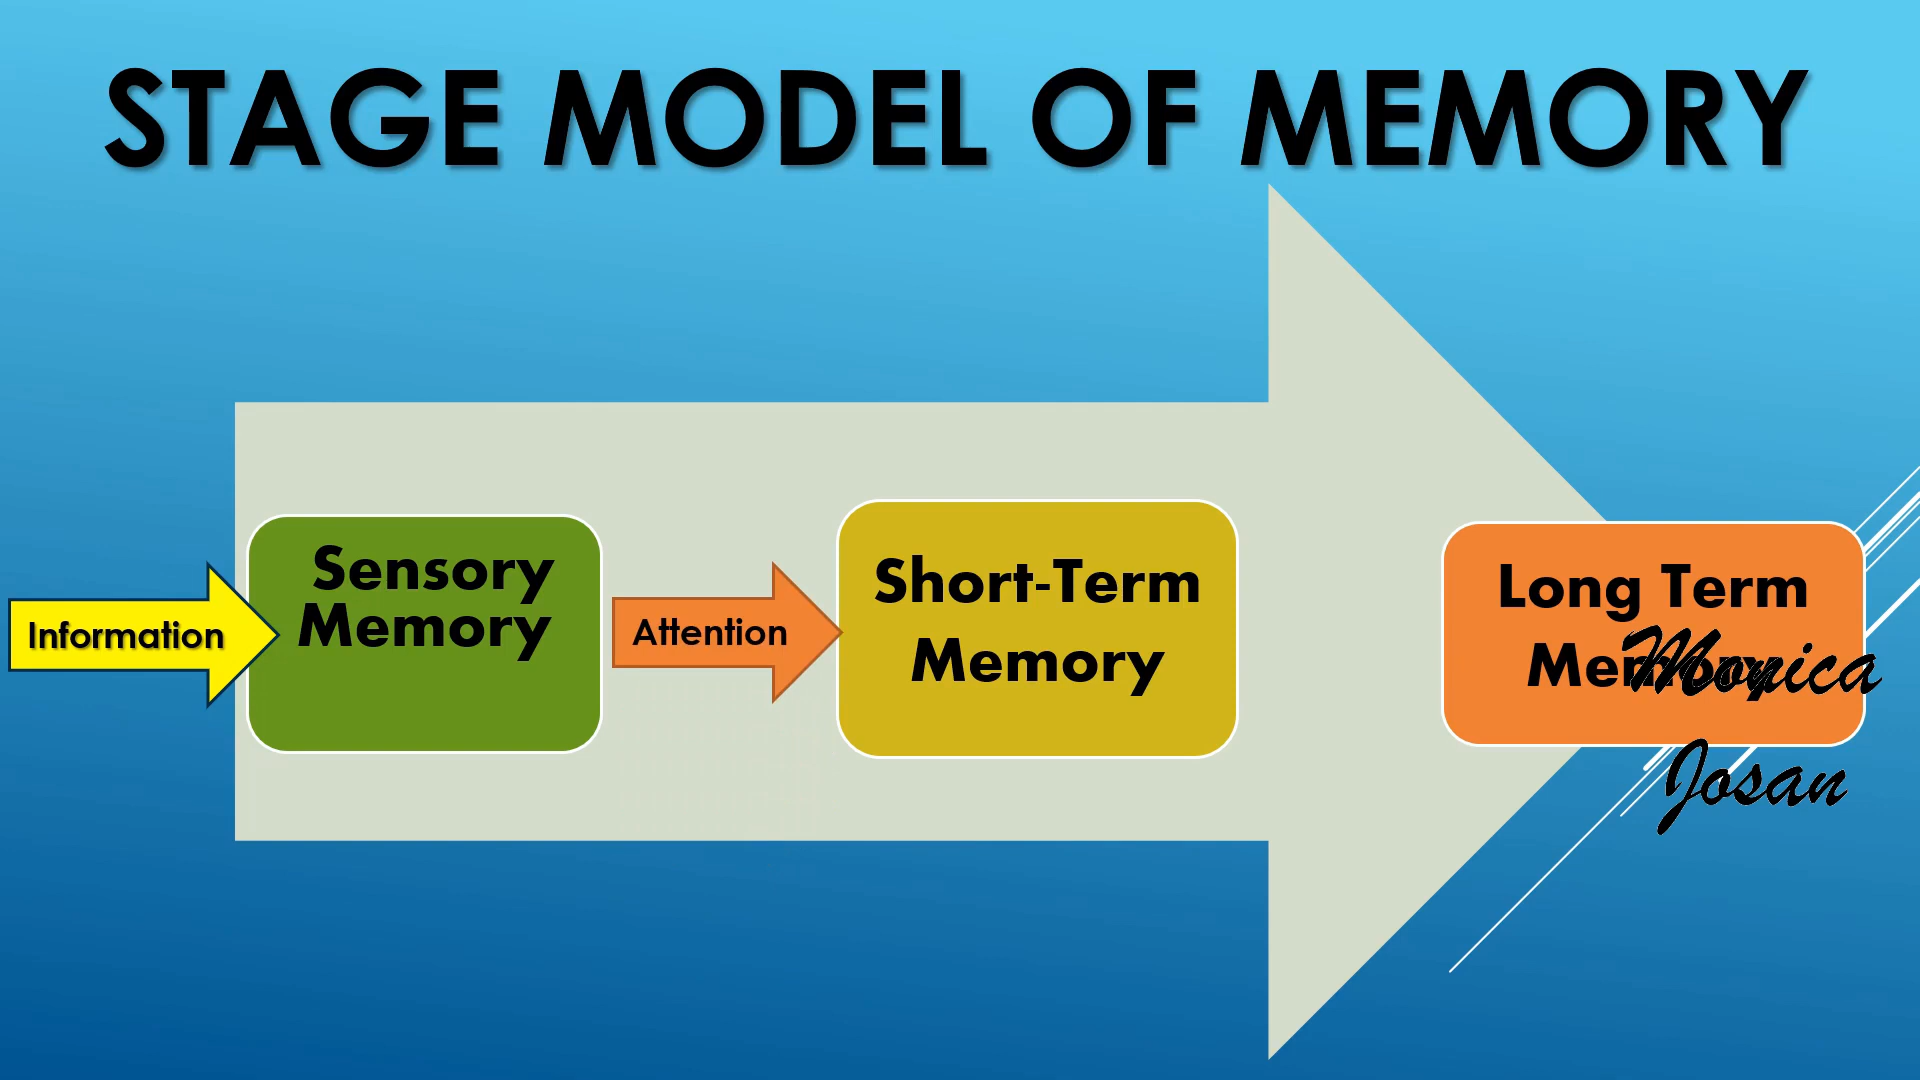 STAGE MODEL OF MEMORY
Information
Sensory
Memory
Attention
Short-Term
Memory
Long Term
Memory
Monica
Josan